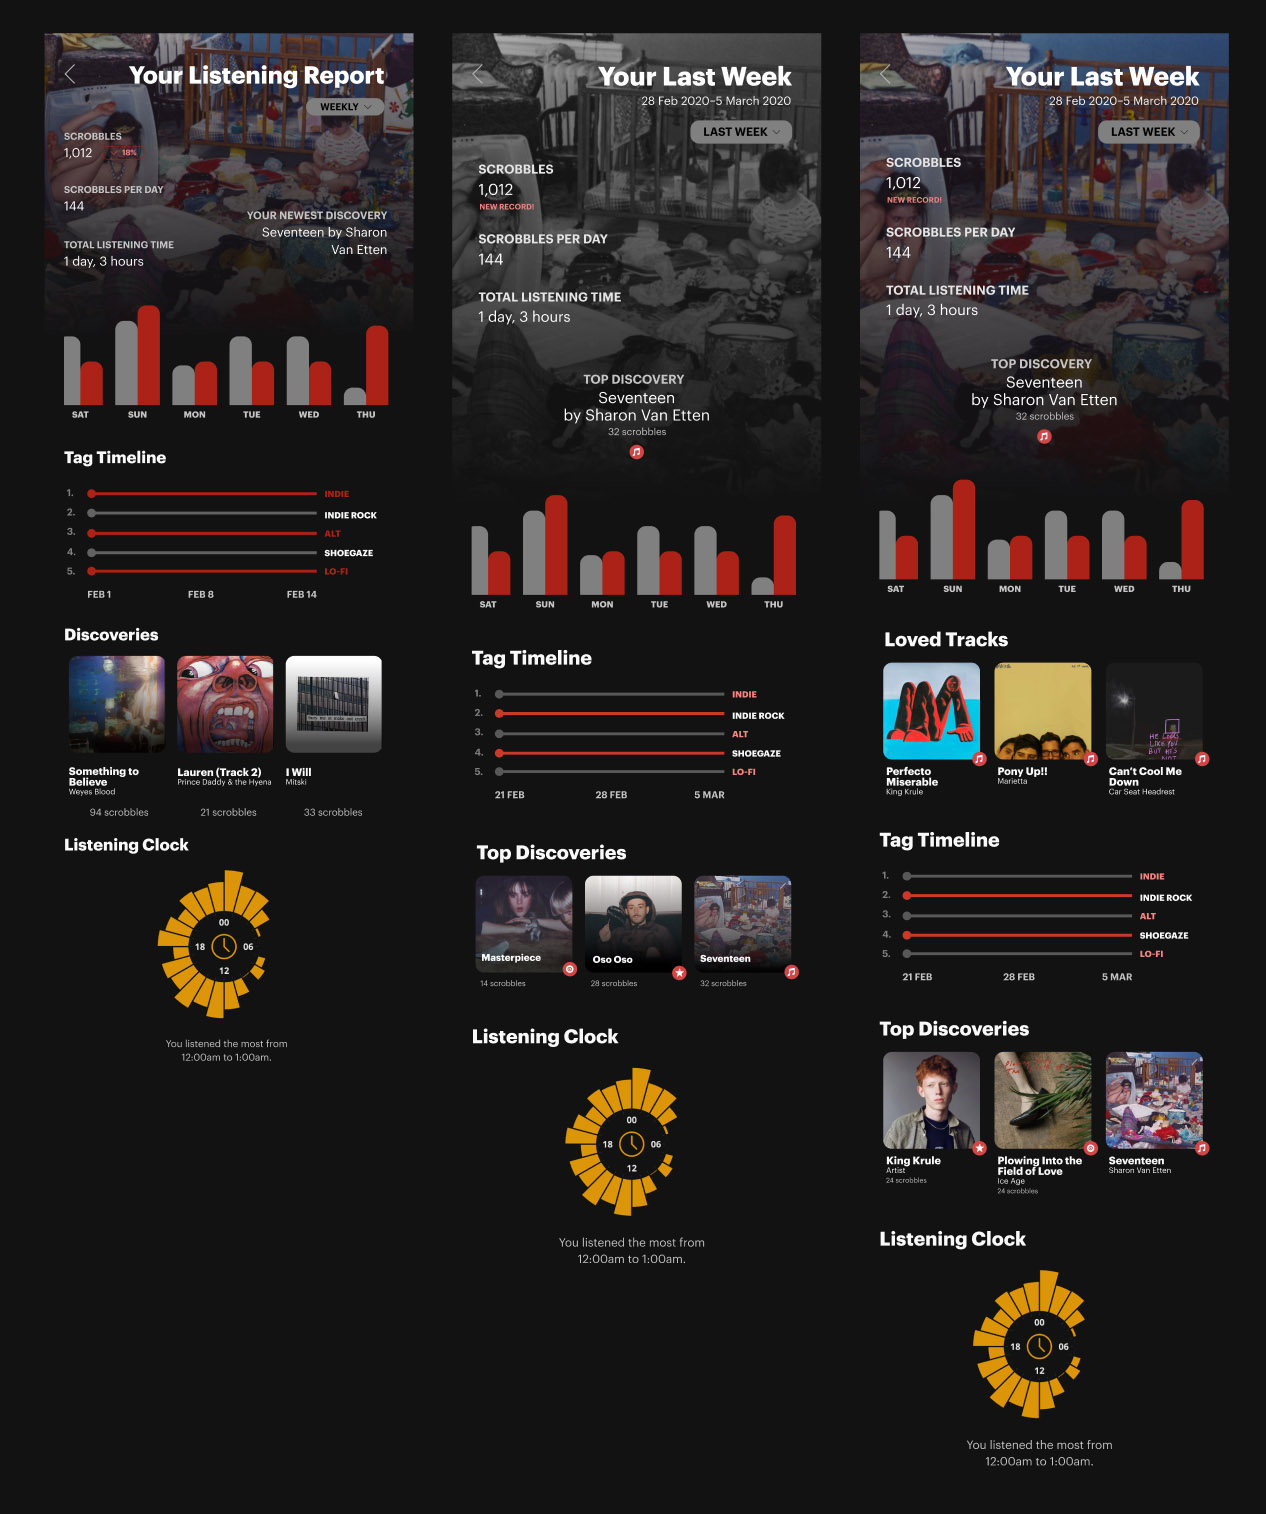 Your Listening Report
WEEKLY
SCROBBLES
1,012
18%
SCROBBLES PER DAY
144
YOUR NEWEST DISCOVERY
Seventeen by Sharon
Van Etten
TOTAL LISTENING TIME
1 day, 3 hours
SAT SUN MON TUE WED THU
Tag Timeline
1. INDIE
2. INDIE ROCK
3. ALT
4. SHOEGAZE
5. LO-FI
FEB 1 FEB 8 FEB 14
Discoveries
Something to
Believe
Weyes Blood
94 scrobbles
Lauren (Track 2)
Prince Daddy & the Hyena
21 scrobbles
I Will
Mitski
33 scrobbles
Listening Clock
00
18 06
12
You listened the most from
12:00am to 1:00am.
Your Last Week
28 Feb 2020–5 March 2020
LAST WEEK
SCROBBLES
1,012
NEW RECORD!
SCROBBLES PER DAY
144
TOTAL LISTENING TIME
1 day, 3 hours
TOP DISCOVERY
Seventeen
by Sharon Van Etten
32 scrobbles
SAT SUN MON TUE WED THU
Tag Timeline
1. INDIE
2. INDIE ROCK
3. ALT
4. SHOEGAZE
5. LO-FI
21 FEB 28 FEB 5 MAR
Top Discoveries
Masterpiece
14 scrobbles
Oso Oso
28 scrobbles
Seventeen
32 scrobbles
Listening Clock
00
18 06
12
You listened the most from
12:00am to 1:00am.
Your Last Week
28 Feb 2020–5 March 2020
LAST WEEK
SCROBBLES
1,012
NEW RECORD!
SCROBBLES PER DAY
144
TOTAL LISTENING TIME
1 day, 3 hours
TOP DISCOVERY
Seventeen
by Sharon Van Etten
32 scrobbles
SAT SUN MON TUE WED THU
Loved Tracks
Perfecto
Miserable
King Krule
Pony Up!!
Marietta
HE LOOKS
LIKE YOU
BUT HES
NOT
Can't Cool Me
Down
Car Seat Headrest
Tag Timeline
1. INDIE
2. INDIE ROCK
3. ALT
4. SHOEGAZE
5. LO-FI
21 FEB 28 FEB 5 MAR
Top Discoveries
King Krule
Artist
24 scrobbles
Plowing Into the
Field of Love
Ice Age
24 scrobbles
Seventeen
Sharon Van Etten
Listening Clock
00
18 06
12
You listened the most from
12:00am to 1:00am.